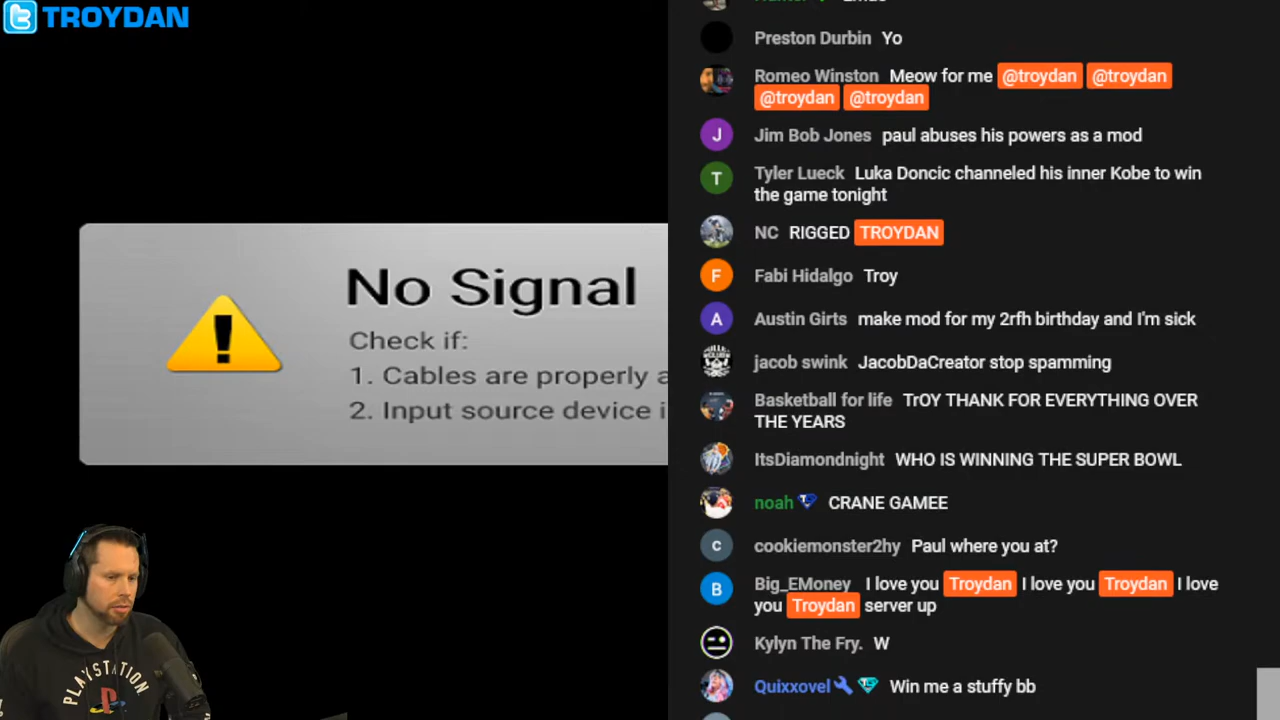 TROYDAN
No Signal
Check if:
1. Cables are properly
2. Input source device
PLAYSTATION
Preston Durbin Yo
Romeo Winston Meow for me @troydan @troydan
@troydan @troydan
J Jim Bob Jones paul abuses his powers as a mod
T Tyler Lueck Luka Doncic channeled his inner Kobe to win
the game tonight
NC RIGGED TROYDAN
F Fabi Hidalgo Troy
A Austin Girts make mod for my 2rfh birthday and I'm sick
jacob swink JacobDaCreator stop spamming
Basketball for life TrOY THANK FOR EVERYTHING OVER
THE YEARS
ItsDiamondnight WHO IS WINNING THE SUPER BOWL
noah CRANE GAMEE
c cookiemonster2hy Paul where you at?
B Big_EMoney I love you Troydan I love you Troydan I love
you Troydan server up
Kylyn The Fry. W
Quixxovel Win me a stuffy bb